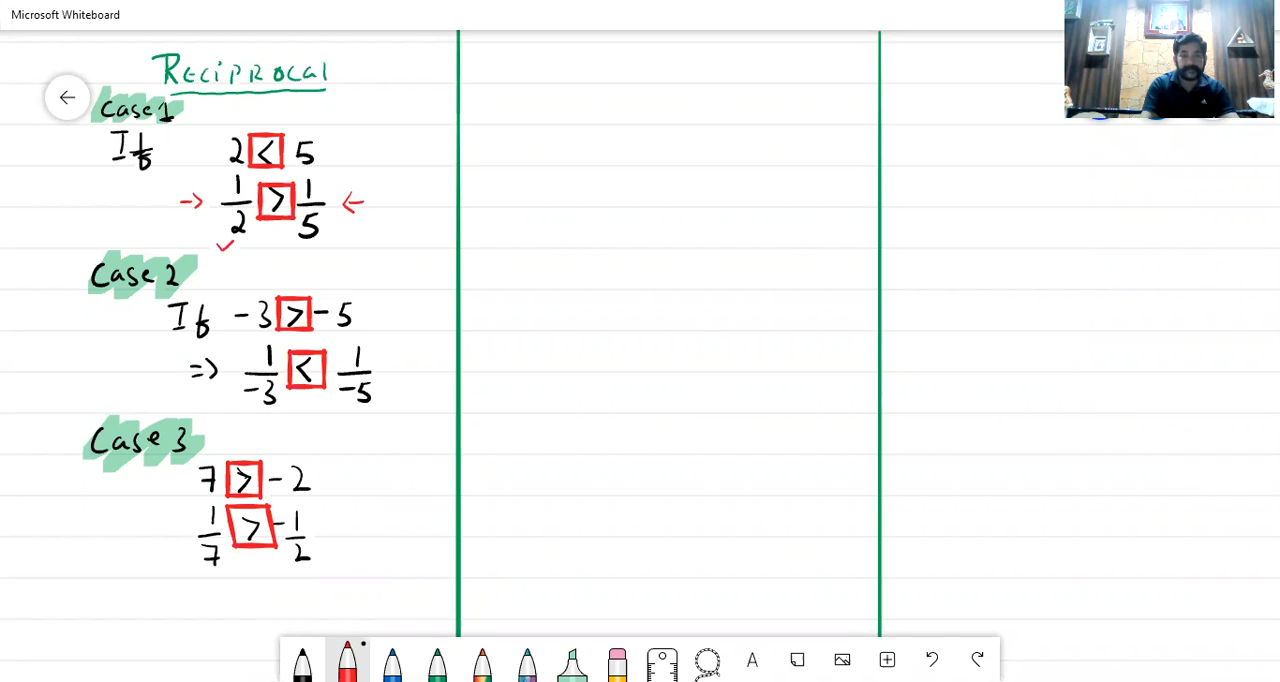 Microsoft Whiteboard
RECIPROCAL
Case 1
If 2 < 5
→ 1/2 > 1/5 ←
✓
Case 2
If -3 > -5
=> 1/-3 < 1/-5
Case 3
7 > -2
1/7 > -1/2
A